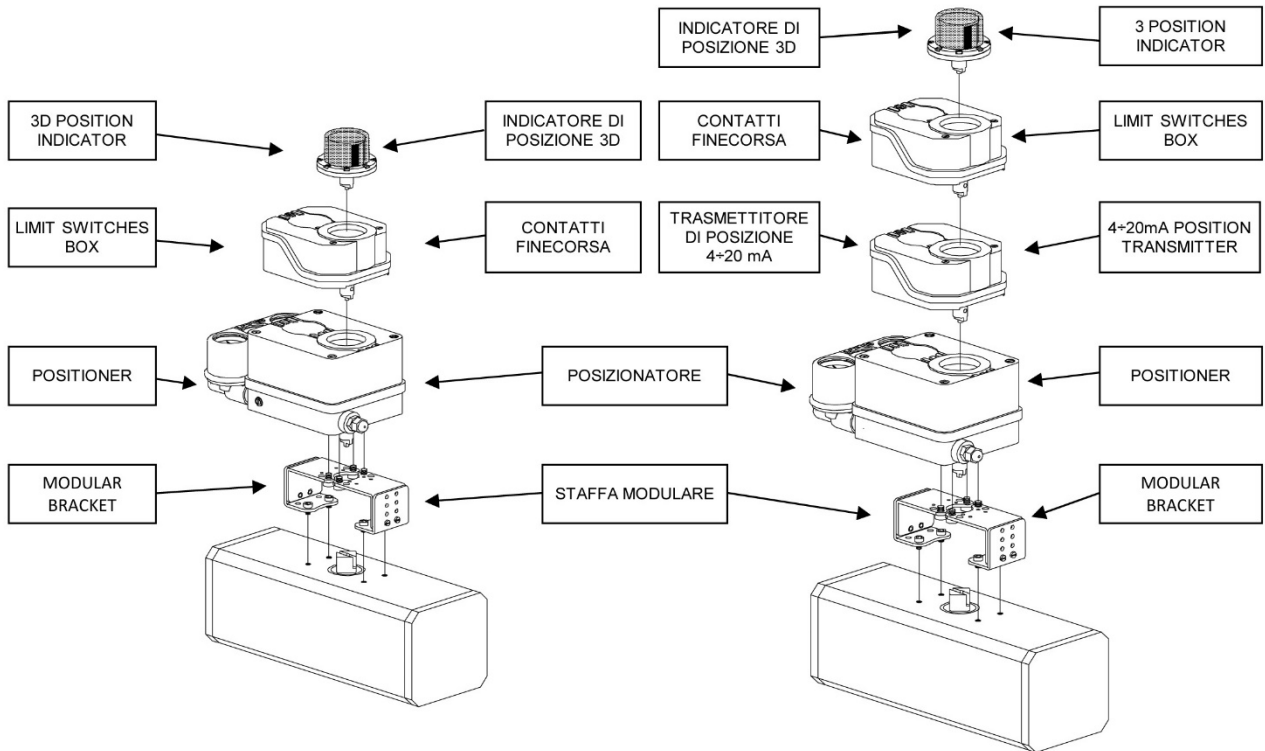 INDICATORE DI
POSIZIONE 3D
3 POSITION
INDICATOR
3D POSITION
INDICATOR
INDICATORE DI
POSIZIONE 3D
CONTATTI
FINECORSA
LIMIT SWITCHES
BOX
LIMIT SWITCHES
BOX
CONTATTI
FINECORSA
TRASMETTITORE
DI POSIZIONE
4÷20 mA
4÷20mA POSITION
TRANSMITTER
POSITIONER
POSIZIONATORE
POSITIONER
MODULAR
BRACKET
STAFFA MODULARE
MODULAR
BRACKET